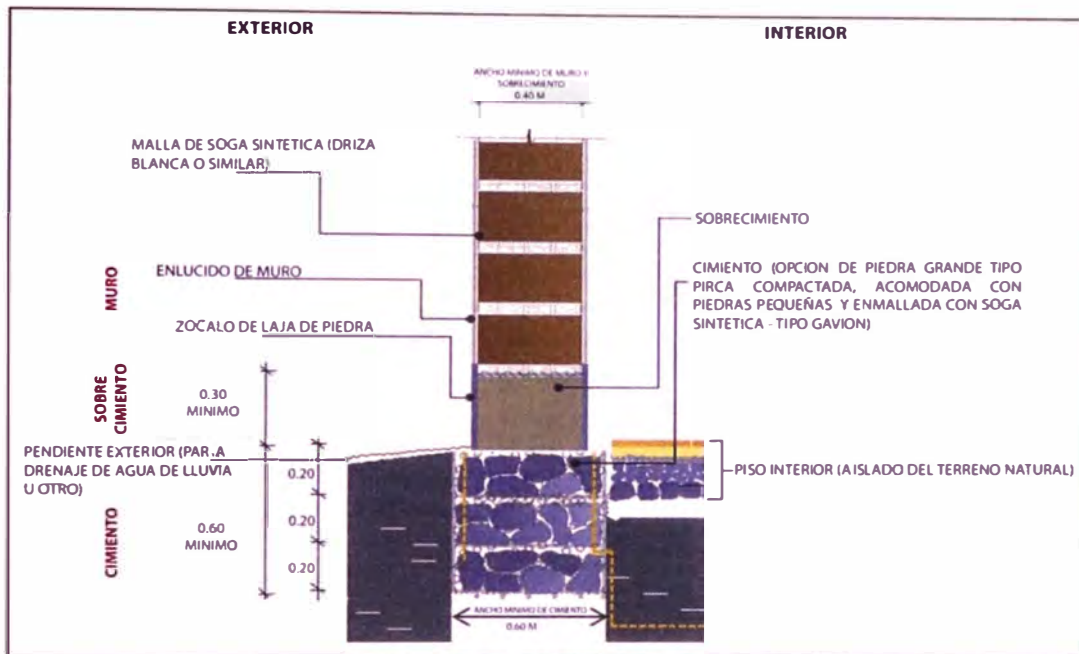 EXTERIOR
INTERIOR
ANCHO MINIMO DE MURO Y
SOBRECIMIENTO
0.40 M
MALLA DE SOGA SINTETICA (DRIZA
BLANCA O SIMILAR)
SOBRECIMIENTO
ENLUCIDO DE MURO
CIMIENTO (OPCION DE PIEDRA GRANDE TIPO
PIRCA COMPACTADA, ACOMODADA CON
PIEDRAS PEQUEÑAS Y ENMALLADA CON SOGA
SINTETICA - TIPO GAVION)
MURO
ZOCALO DE LAJA DE PIEDRA
SOBRE
CIMIENTO
0.30
MINIMO
PENDIENTE EXTERIOR (PARA
DRENAJE DE AGUA DE LLUVIA
U OTRO)
0.20
PISO INTERIOR (AISLADO DEL TERRENO NATURAL)
CIMIENTO
0.60
MINIMO
0.20
0.20
ANCHO MINIMO DE CIMIENTO
0.60 M